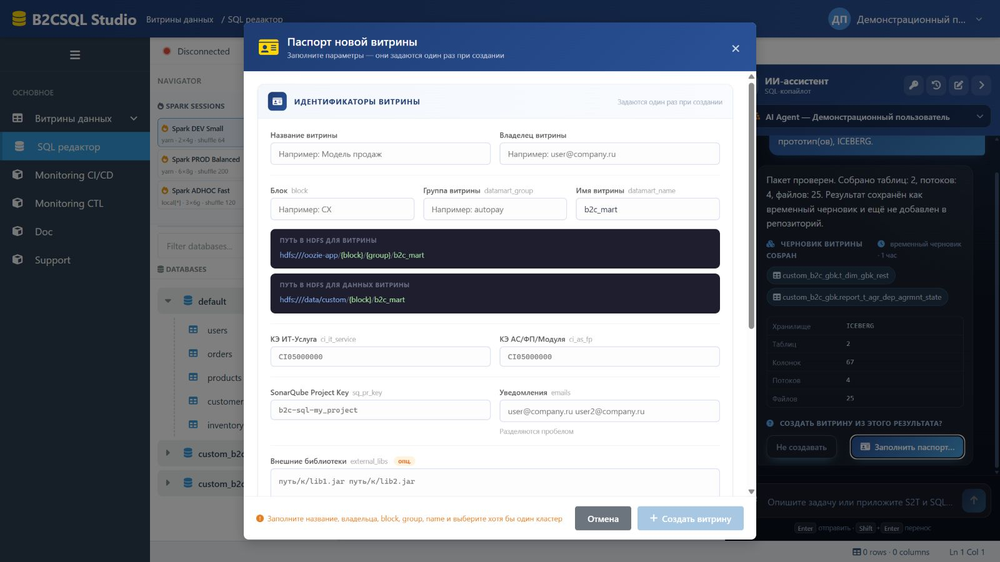 B2CSQL Studio
Витрины данных / SQL редактор
ДП Демонстрационный п...
ОСНОВНОЕ
Витрины данных
SQL редактор
Monitoring CI/CD
Monitoring CTL
Doc
Support
Disconnected
NAVIGATOR
SPARK SESSIONS
Spark DEV Small
yarn · 2×4g · shuffle 64
Spark PROD Balanced
yarn · 6×8g · shuffle 200
Spark ADHOC Fast
local[*] · 3×6g · shuffle 120
Filter databases...
DATABASES
default
users
orders
products
customer
inventory
custom_b2c
custom_b2c
Паспорт новой витрины
Заполните параметры — они задаются один раз при создании
ИДЕНТИФИКАТОРЫ ВИТРИНЫ
Задаются один раз при создании
Название витрины
Например: Модель продаж
Владелец витрины
Например: user@company.ru
Блок block
Например: CX
Группа витрины datamart_group
Например: autopay
Имя витрины datamart_name
b2c_mart
ПУТЬ В HDFS ДЛЯ ВИТРИНЫ
hdfs:///oozie-app/{block}/{group}/b2c_mart
ПУТЬ В HDFS ДЛЯ ДАННЫХ ВИТРИНЫ
hdfs:///data/custom/{block}/b2c_mart
КЭ ИТ-Услуга ci_it_service
CI05000000
КЭ АС/ФП/Модуля ci_as_fp
CI05000000
SonarQube Project Key sq_pr_key
b2c-sql-my_project
Уведомления emails
user@company.ru user2@company.ru
Разделяются пробелом
Внешние библиотеки external_libs опц.
путь/к/lib1.jar путь/к/lib2.jar
Заполните название, владельца, block, group, name и выберите хотя бы один кластер
Отмена
+ Создать витрину
ИИ-ассистент
SQL-копайлот
AI Agent — Демонстрационный пользователь
прототип(ов), ICEBERG.
Пакет проверен. Собрано таблиц: 2, потоков:
4, файлов: 25. Результат сохранён как
временный черновик и ещё не добавлен в
репозиторий.
ЧЕРНОВИК ВИТРИНЫ
СОБРАН
временный черновик
· 1 час
custom_b2c_gbk.t_dim_gbk_rest
custom_b2c_gbk.report_t_agr_dep_agrmnt_state
Хранилище ICEBERG
Таблиц 2
Колонок 67
Потоков 4
Файлов 25
СОЗДАТЬ ВИТРИНУ ИЗ ЭТОГО РЕЗУЛЬТАТА?
Не создавать
Заполнить паспорт...
Опишите задачу или приложите S2T и SQL...
Enter отправить · Shift + Enter перенос
0 rows · 0 columns
Ln 1 Col 1